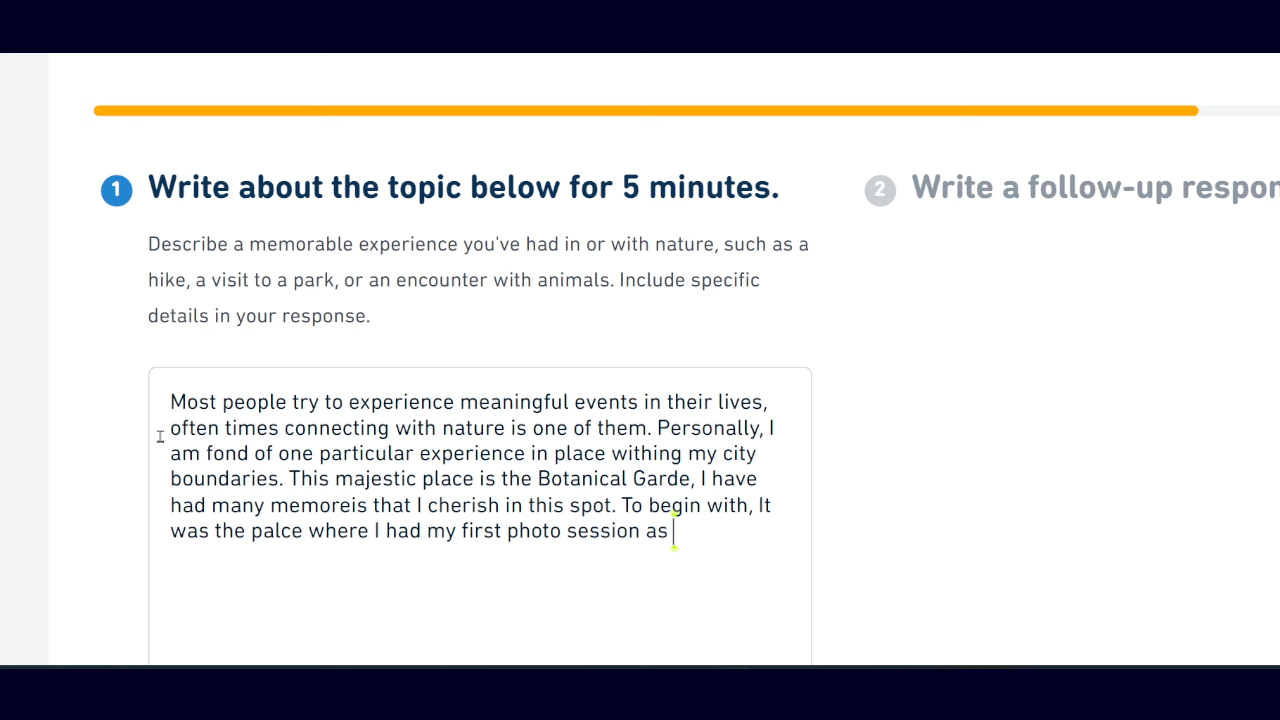 1 Write about the topic below for 5 minutes.
Describe a memorable experience you've had in or with nature, such as a
hike, a visit to a park, or an encounter with animals. Include specific
details in your response.
Most people try to experience meaningful events in their lives,
often times connecting with nature is one of them. Personally, I
am fond of one particular experience in place withing my city
boundaries. This majestic place is the Botanical Garde, I have
had many memoreis that I cherish in this spot. To begin with, It
was the palce where I had my first photo session as
2 Write a follow-up respon